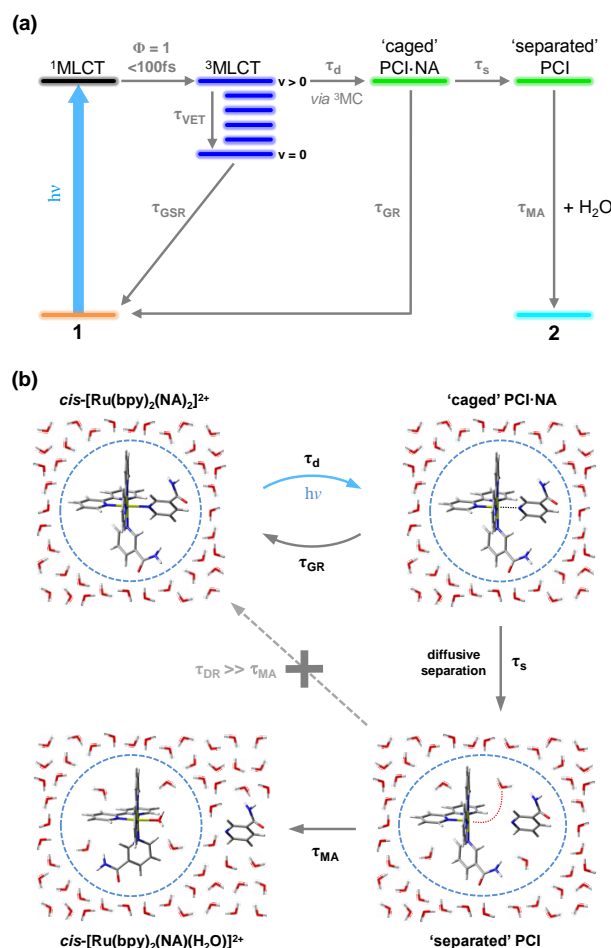 (a)
¹MLCT
Φ = 1
<100fs
³MLCT
v > 0
τVET
v = 0
τd
via ³MC
'caged'
PCI·NA
τs
'separated'
PCI
hν
τGSR
τGR
τMA
+ H₂O
1
2
(b)
cis-[Ru(bpy)₂(NA)₂]²⁺
'caged' PCI·NA
τd
hν
τGR
diffusive
separation
τs
τDR >> τMA
τMA
cis-[Ru(bpy)₂(NA)(H₂O)]²⁺
'separated' PCI